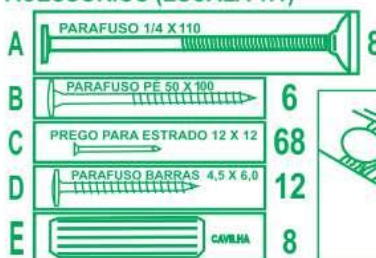 A PARAFUSO 1/4 X 110 8
B PARAFUSO PÉ 50 X 100 6
C PREGO PARA ESTRADO 12 X 12 68
D PARAFUSO BARRAS 4,5 X 6,0 12
E CAVILHA 8